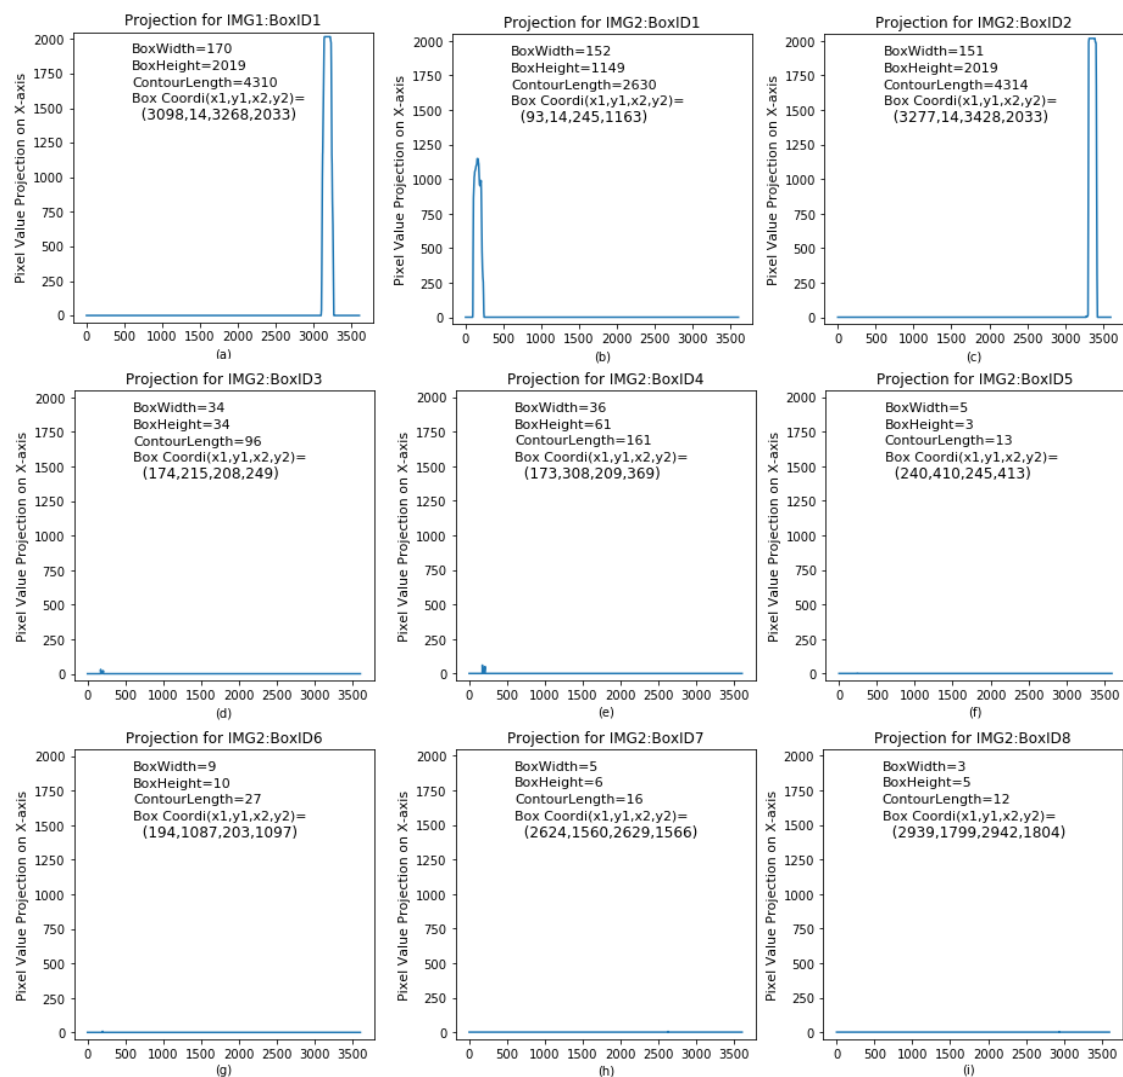 Projection for IMG1:BoxID1
BoxWidth=170
BoxHeight=2019
ContourLength=4310
Box Coordi(x1,y1,x2,y2)=
(3098,14,3268,2033)
Pixel Value Projection on X-axis
2000
1750
1500
1250
1000
750
500
250
0
0 500 1000 1500 2000 2500 3000 3500
(a)
Projection for IMG2:BoxID1
BoxWidth=152
BoxHeight=1149
ContourLength=2630
Box Coordi(x1,y1,x2,y2)=
(93,14,245,1163)
Pixel Value Projection on X-axis
2000
1750
1500
1250
1000
750
500
250
0
0 500 1000 1500 2000 2500 3000 3500
(b)
Projection for IMG2:BoxID2
BoxWidth=151
BoxHeight=2019
ContourLength=4314
Box Coordi(x1,y1,x2,y2)=
(3277,14,3428,2033)
Pixel Value Projection on X-axis
2000
1750
1500
1250
1000
750
500
250
0
0 500 1000 1500 2000 2500 3000 3500
(c)
Projection for IMG2:BoxID3
BoxWidth=34
BoxHeight=34
ContourLength=96
Box Coordi(x1,y1,x2,y2)=
(174,215,208,249)
Pixel Value Projection on X-axis
2000
1750
1500
1250
1000
750
500
250
0
0 500 1000 1500 2000 2500 3000 3500
(d)
Projection for IMG2:BoxID4
BoxWidth=36
BoxHeight=61
ContourLength=161
Box Coordi(x1,y1,x2,y2)=
(173,308,209,369)
Pixel Value Projection on X-axis
2000
1750
1500
1250
1000
750
500
250
0
0 500 1000 1500 2000 2500 3000 3500
(e)
Projection for IMG2:BoxID5
BoxWidth=5
BoxHeight=3
ContourLength=13
Box Coordi(x1,y1,x2,y2)=
(240,410,245,413)
Pixel Value Projection on X-axis
2000
1750
1500
1250
1000
750
500
250
0
0 500 1000 1500 2000 2500 3000 3500
(f)
Projection for IMG2:BoxID6
BoxWidth=9
BoxHeight=10
ContourLength=27
Box Coordi(x1,y1,x2,y2)=
(194,1087,203,1097)
Pixel Value Projection on X-axis
2000
1750
1500
1250
1000
750
500
250
0
0 500 1000 1500 2000 2500 3000 3500
(g)
Projection for IMG2:BoxID7
BoxWidth=5
BoxHeight=6
ContourLength=16
Box Coordi(x1,y1,x2,y2)=
(2624,1560,2629,1566)
Pixel Value Projection on X-axis
2000
1750
1500
1250
1000
750
500
250
0
0 500 1000 1500 2000 2500 3000 3500
(h)
Projection for IMG2:BoxID8
BoxWidth=3
BoxHeight=5
ContourLength=12
Box Coordi(x1,y1,x2,y2)=
(2939,1799,2942,1804)
Pixel Value Projection on X-axis
2000
1750
1500
1250
1000
750
500
250
0
0 500 1000 1500 2000 2500 3000 3500
(i)